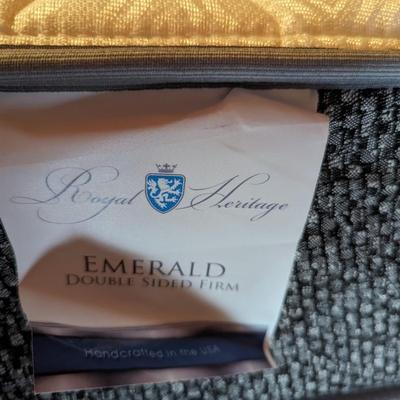 Royal Heritage
EMERALD
DOUBLE SIDED FIRM
Handcrafted in the USA